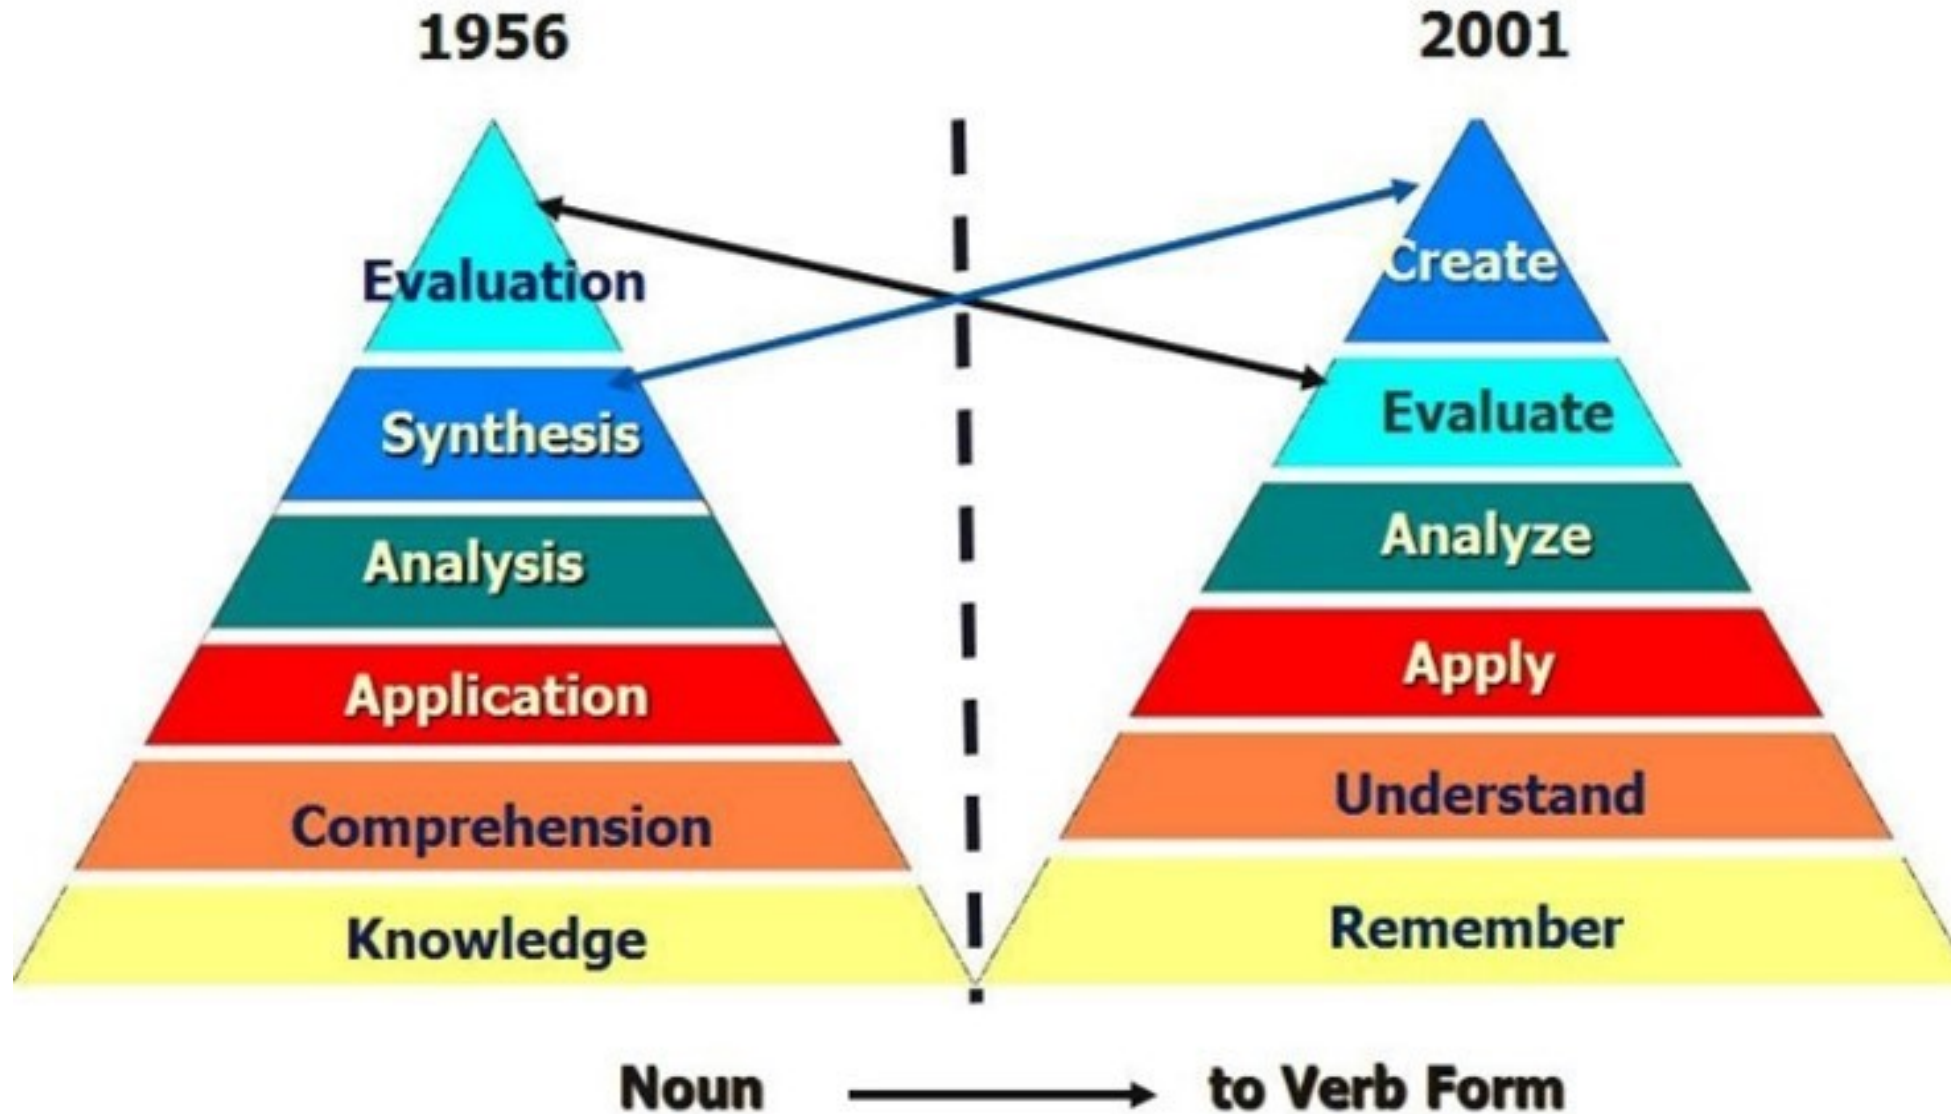 1956
Evaluation
Synthesis
Analysis
Application
Comprehension
Knowledge
2001
Create
Evaluate
Analyze
Apply
Understand
Remember
Noun to Verb Form